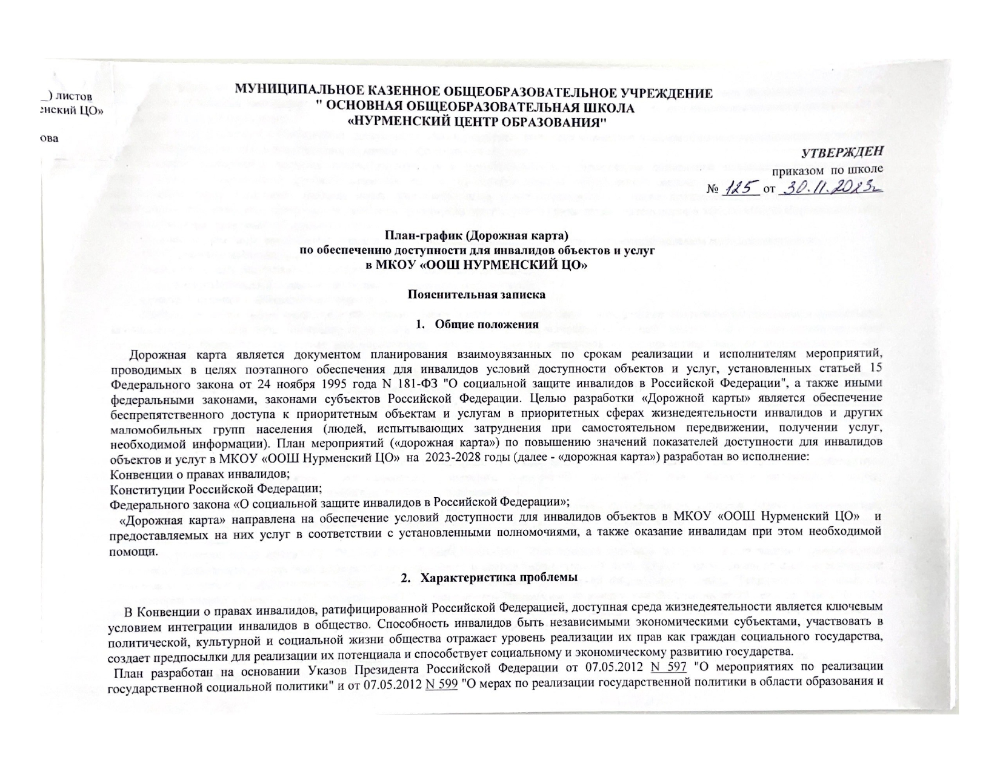 _) листов
ЦО»
МУНИЦИПАЛЬНОЕ КАЗЕННОЕ ОБЩЕОБРАЗОВАТЕЛЬНОЕ УЧРЕЖДЕНИЕ
" ОСНОВНАЯ ОБЩЕОБРАЗОВАТЕЛЬНАЯ ШКОЛА
«НУРМЕНСКИЙ ЦЕНТР ОБРАЗОВАНИЯ"
УТВЕРЖДЕН
приказом по школе
№ 125 от 30.11.2023г
План-график (Дорожная карта)
по обеспечению доступности для инвалидов объектов и услуг
в МКОУ «ООШ НУРМЕНСКИЙ ЦО»
Пояснительная записка
1. Общие положения
Дорожная карта является документом планирования взаимоувязанных по срокам реализации и исполнителям мероприятий,
проводимых в целях поэтапного обеспечения для инвалидов условий доступности объектов и услуг, установленных статьей 15
Федерального закона от 24 ноября 1995 года N 181-ФЗ "О социальной защите инвалидов в Российской Федерации", а также иными
федеральными законами, законами субъектов Российской Федерации. Целью разработки «Дорожной карты» является обеспечение
беспрепятственного доступа к приоритетным объектам и услугам в приоритетных сферах жизнедеятельности инвалидов и других
маломобильных групп населения (людей, испытывающих затруднения при самостоятельном передвижении, получении услуг,
необходимой информации). План мероприятий («дорожная карта») по повышению значений показателей доступности для инвалидов
объектов и услуг в МКОУ «ООШ Нурменский ЦО» на 2023-2028 годы (далее - «дорожная карта») разработан во исполнение:
Конвенции о правах инвалидов;
Конституции Российской Федерации;
Федерального закона «О социальной защите инвалидов в Российской Федерации»;
«Дорожная карта» направлена на обеспечение условий доступности для инвалидов объектов в МКОУ «ООШ Нурменский ЦО» и
предоставляемых на них услуг в соответствии с установленными полномочиями, а также оказание инвалидам при этом необходимой
помощи.
2. Характеристика проблемы
В Конвенции о правах инвалидов, ратифицированной Российской Федерацией, доступная среда жизнедеятельности является ключевым
условием интеграции инвалидов в общество. Способность инвалидов быть независимыми экономическими субъектами, участвовать в
политической, культурной и социальной жизни общества отражает уровень реализации их прав как граждан социального государства,
создает предпосылки для реализации их потенциала и способствует социальному и экономическому развитию государства.
План разработан на основании Указов Президента Российской Федерации от 07.05.2012 N 597 "О мероприятиях по реализации
государственной социальной политики" и от 07.05.2012 N 599 "О мерах по реализации государственной политики в области образования и